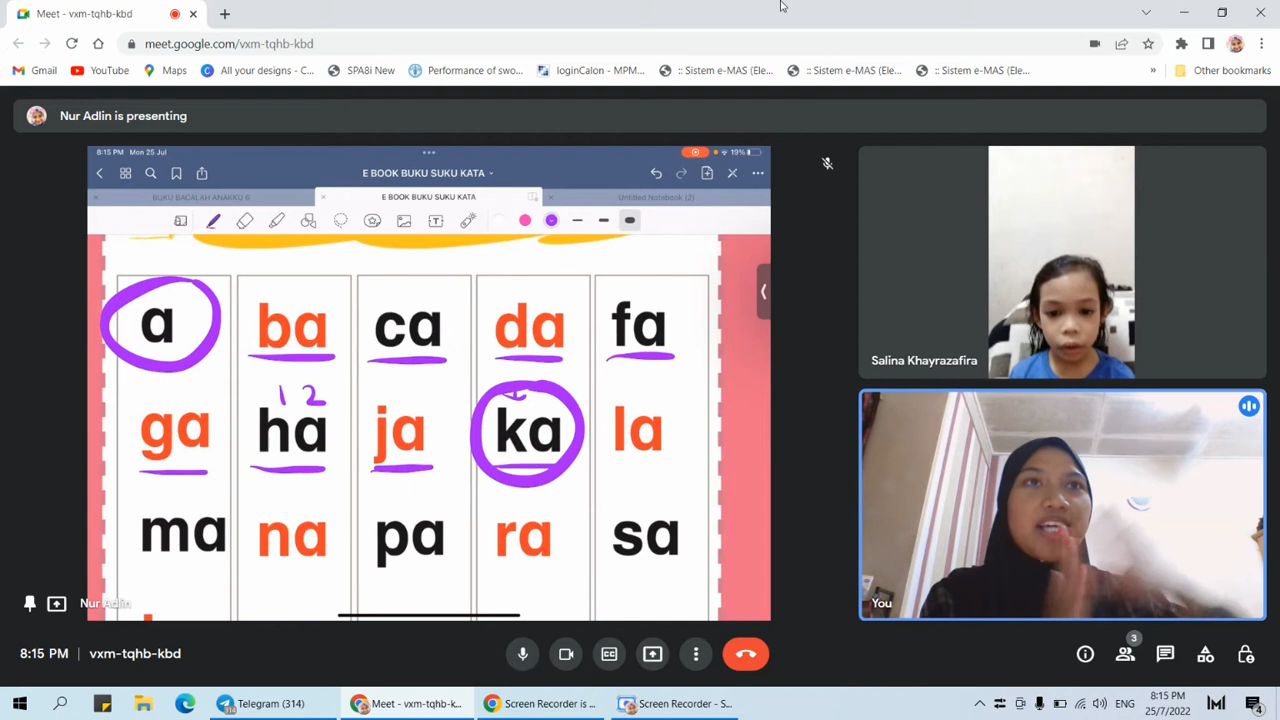 Meet - vxm-tqhb-kbd
meet.google.com/vxm-tqhb-kbd
Gmail YouTube Maps All your designs - C... SPA8i New Performance of swo... loginCalon - MPM... :: Sistem e-MAS (Ele... :: Sistem e-MAS (Ele... :: Sistem e-MAS (Ele... » Other bookmarks
Nur Adlin is presenting
8:15 PM Mon 25 Jul 19%
E BOOK BUKU SUKU KATA
BUKU BACALAH ANAKKU 6 E BOOK BUKU SUKU KATA Untitled Notebook (2)
a ba ca da fa
1 2
ga ha ja ka la
ma na pa ra sa
Nur Adlin
Salina Khayrazafira
You
8:15 PM vxm-tqhb-kbd
3
Telegram (314) Meet - vxm-tqhb-k... Screen Recorder is ... Screen Recorder - S...
314
ENG
8:15 PM
25/7/2022
4